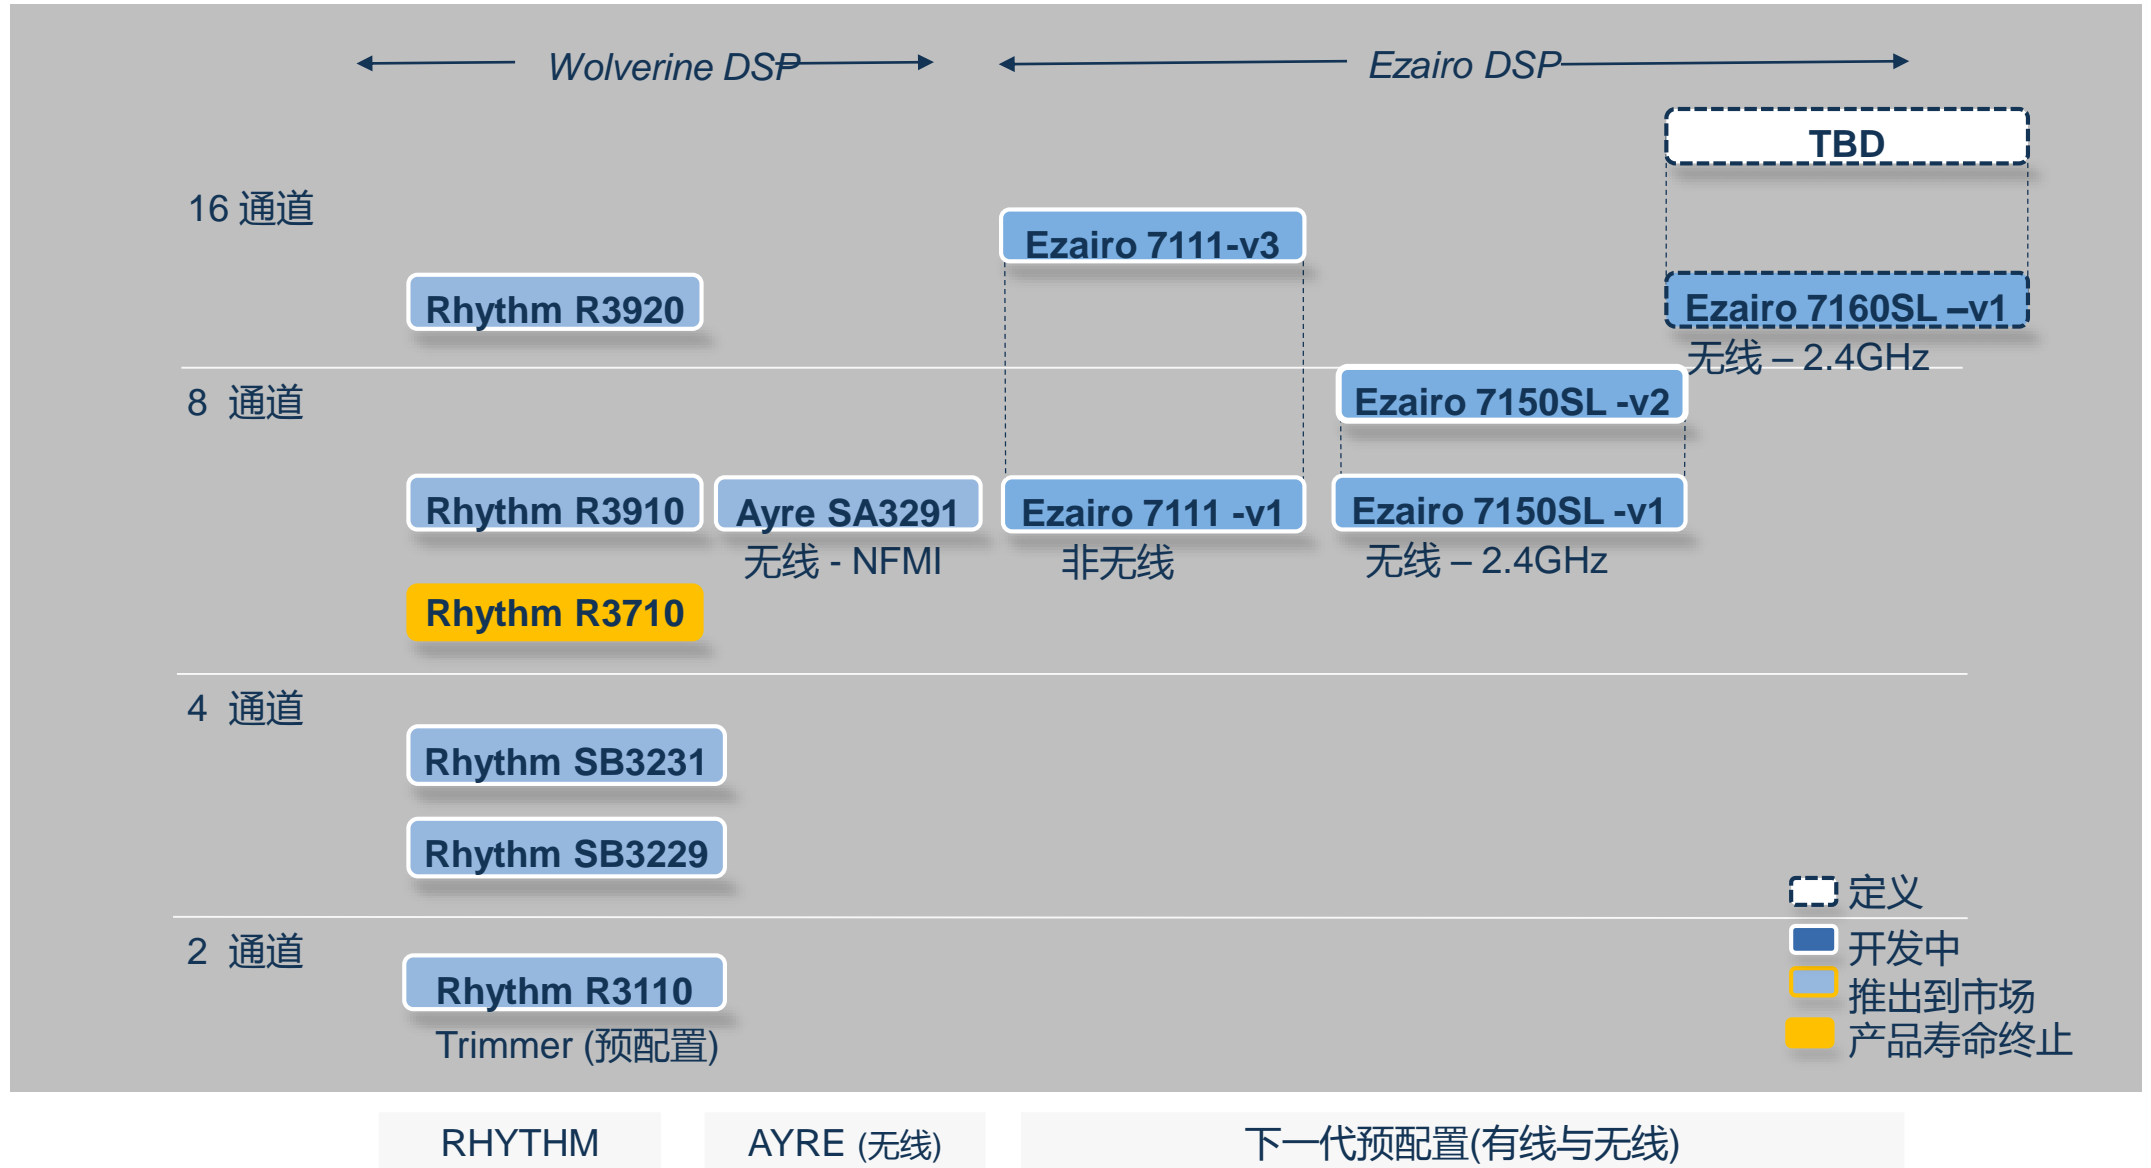 Wolverine DSP
Ezairo DSP
TBD
16 通道
Ezairo 7111-v3
Rhythm R3920
Ezairo 7160SL –v1
无线 – 2.4GHz
8 通道
Ezairo 7150SL -v2
Rhythm R3910
Ayre SA3291
Ezairo 7111 -v1
Ezairo 7150SL -v1
无线 - NFMI
非无线
无线 – 2.4GHz
Rhythm R3710
4 通道
Rhythm SB3231
Rhythm SB3229
定义
2 通道
开发中
Rhythm R3110
推出到市场
Trimmer (预配置)
产品寿命终止
RHYTHM
AYRE (无线)
下一代预配置(有线与无线)